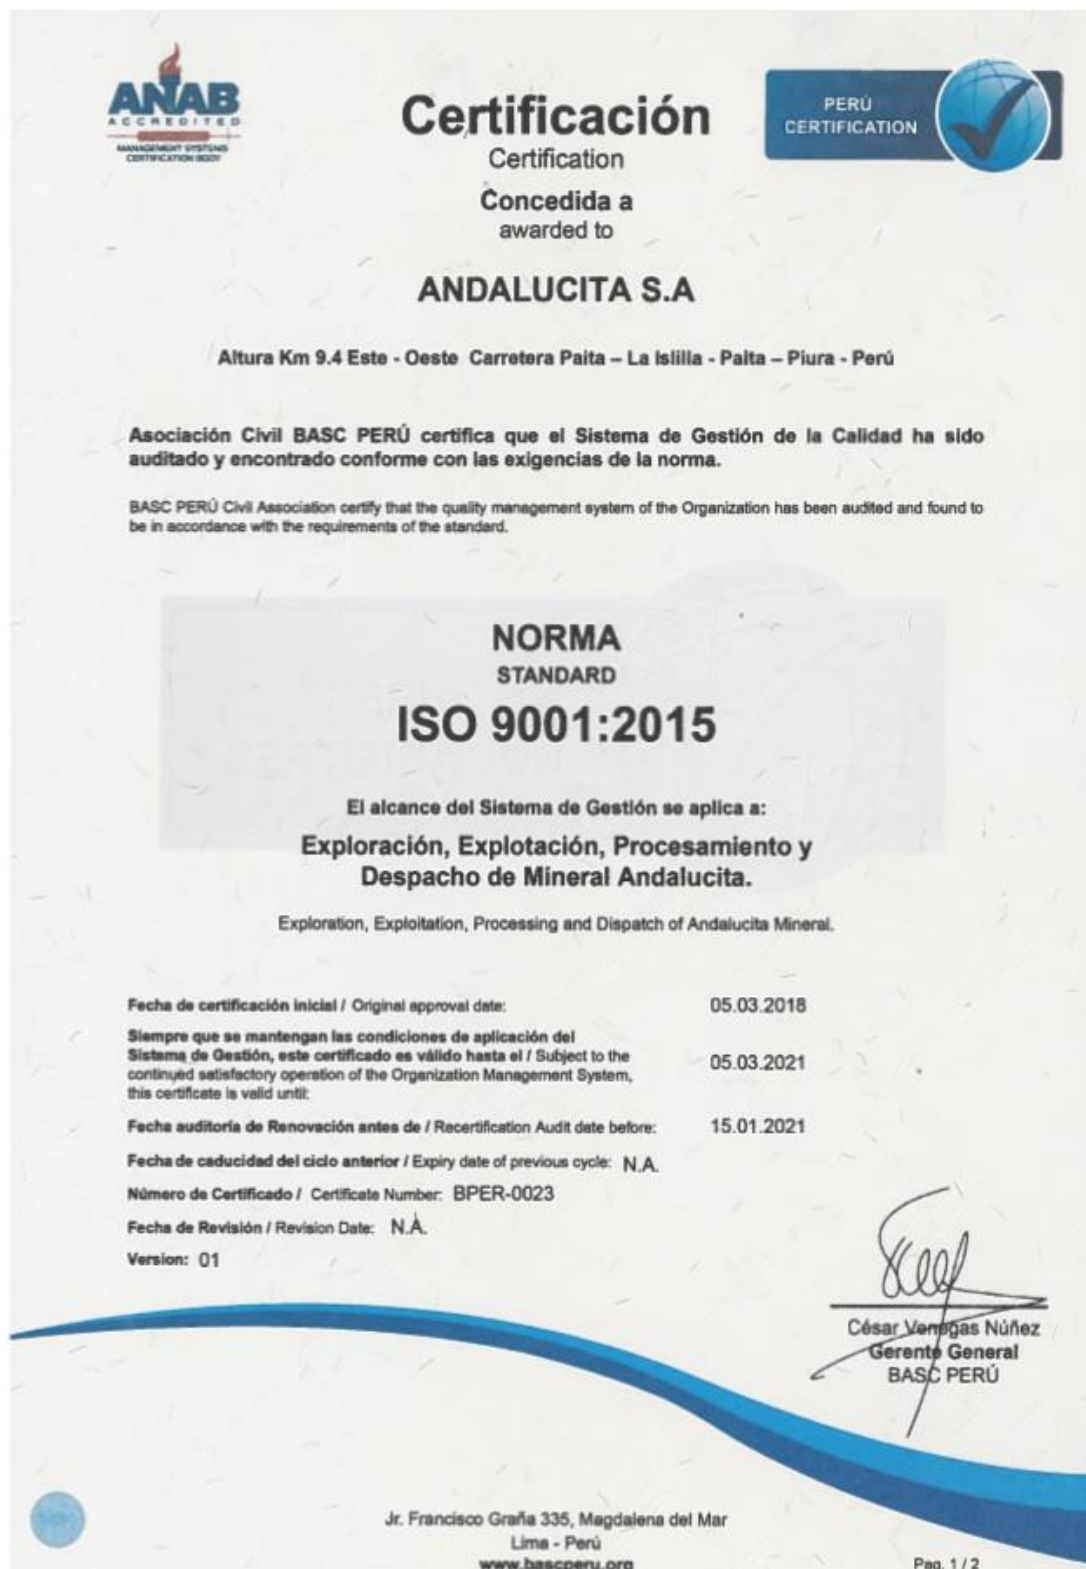 ANAB
ACCREDITED
MANAGEMENT SYSTEMS
CERTIFICATION BODY
PERÚ
CERTIFICATION
Certificación
Certification
Concedida a
awarded to
ANDALUCITA S.A
Altura Km 9.4 Este - Oeste Carretera Paita – La Islilla - Paita – Piura - Perú
Asociación Civil BASC PERÚ certifica que el Sistema de Gestión de la Calidad ha sido
auditado y encontrado conforme con las exigencias de la norma.
BASC PERÚ Civil Association certify that the quality management system of the Organization has been audited and found to
be in accordance with the requirements of the standard.
NORMA
STANDARD
ISO 9001:2015
El alcance del Sistema de Gestión se aplica a:
Exploración, Explotación, Procesamiento y
Despacho de Mineral Andalucita.
Exploration, Exploitation, Processing and Dispatch of Andalucita Mineral.
Fecha de certificación inicial / Original approval date: 05.03.2018
Siempre que se mantengan las condiciones de aplicación del
Sistema de Gestión, este certificado es válido hasta el / Subject to the
continued satisfactory operation of the Organization Management System,
this certificate is valid until: 05.03.2021
Fecha auditoría de Renovación antes de / Recertification Audit date before: 15.01.2021
Fecha de caducidad del ciclo anterior / Expiry date of previous cycle: N.A.
Número de Certificado / Certificate Number: BPER-0023
Fecha de Revisión / Revision Date: N.A.
Version: 01
César Venegas Núñez
Gerente General
BASC PERÚ
Jr. Francisco Graña 335, Magdalena del Mar
Lima - Perú
www.bascperu.org
Pag. 1 / 2